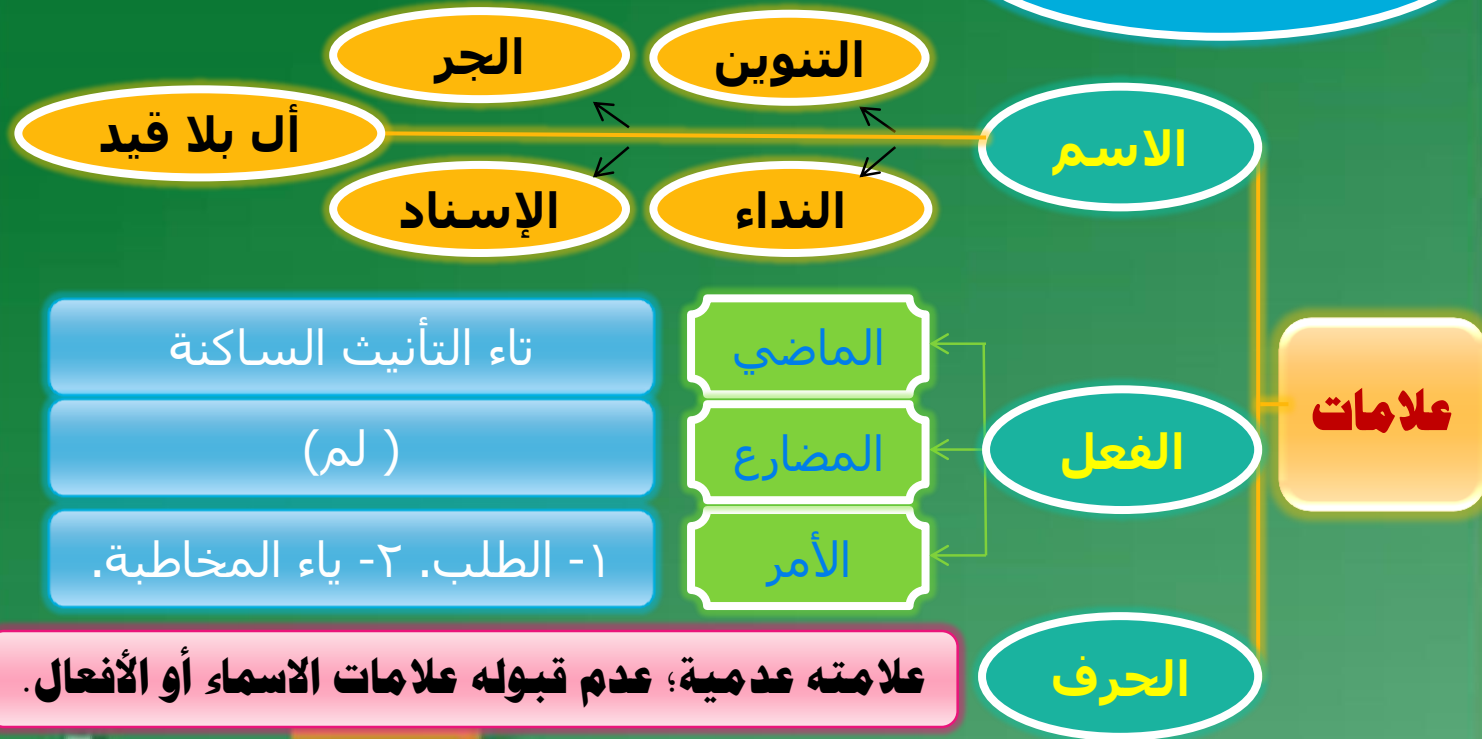 علامات
الاسم
التنوين
الجر
أل بلا قيد
النداء
الإسناد
الفعل
الماضي
تاء التأنيث الساكنة
المضارع
( لم)
الأمر
١- الطلب. ٢- ياء المخاطبة.
الحرف
علامته عدمية؛ عدم قبوله علامات الاسماء أو الأفعال.